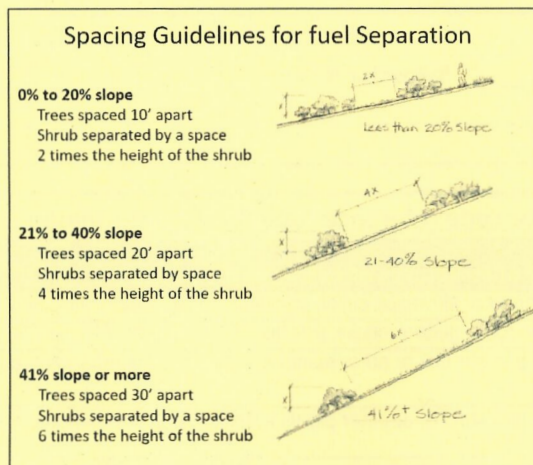 Spacing Guidelines for fuel Separation
0% to 20% slope
Trees spaced 10' apart
Shrub separated by a space
2 times the height of the shrub
2x
x
Less than 20% Slope
21% to 40% slope
Trees spaced 20' apart
Shrubs separated by space
4 times the height of the shrub
4x
x
21-40% Slope
41% slope or more
Trees spaced 30' apart
Shrubs separated by a space
6 times the height of the shrub
6x
x
41%+ Slope